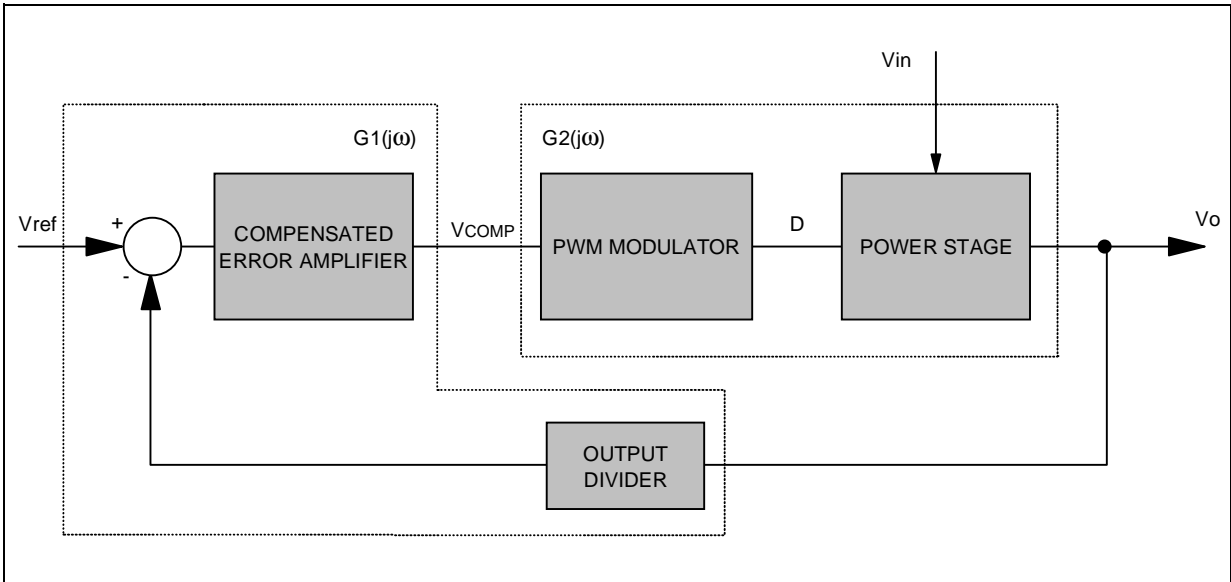 Vin
G1(jω)
G2(jω)
Vref
+
-
COMPENSATED
ERROR AMPLIFIER
VCOMP
PWM MODULATOR
D
POWER STAGE
Vo
OUTPUT
DIVIDER